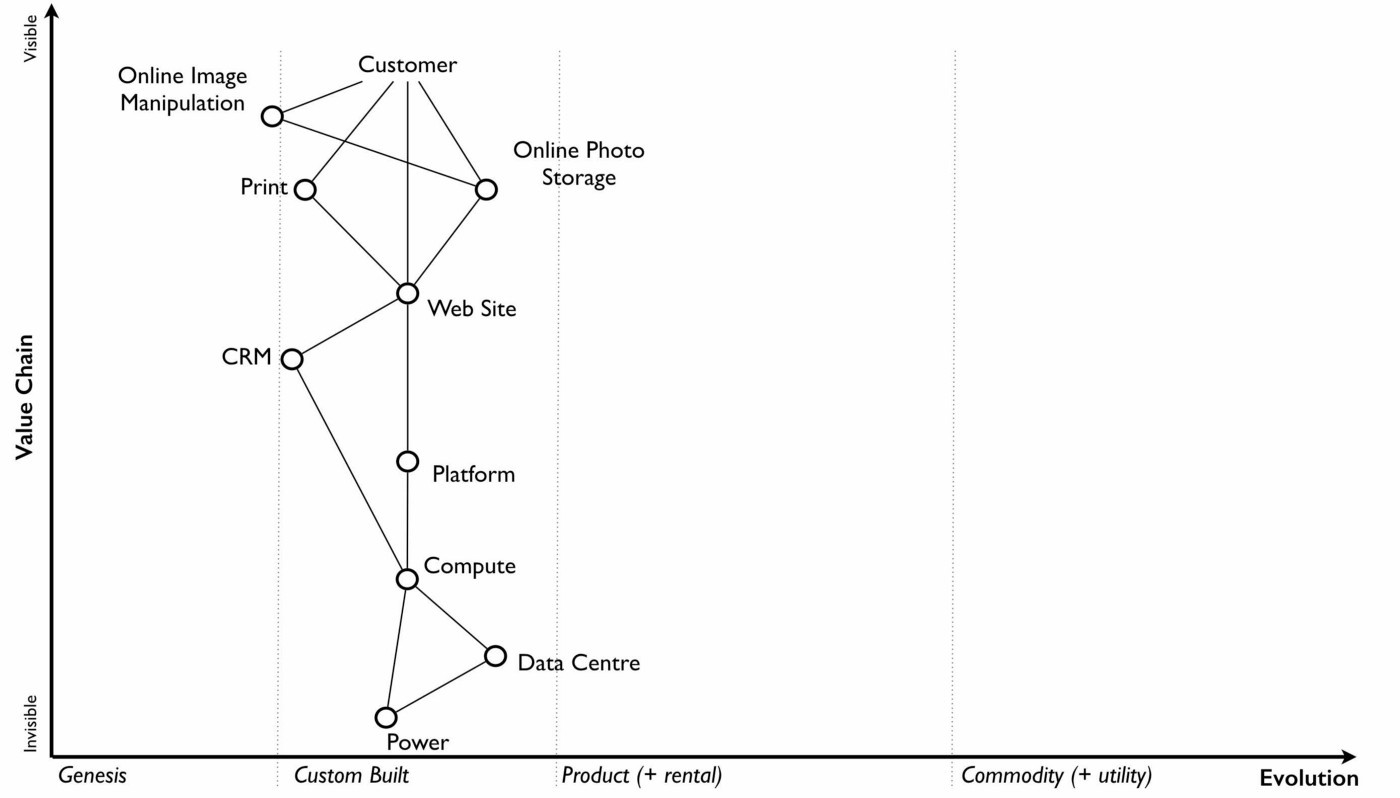 Visible
Customer
Online Image
Manipulation
Online Photo
Storage
Print
Web Site
CRM
Value Chain
Platform
Compute
Data Centre
Invisible
Power
Genesis
Custom Built
Product (+ rental)
Commodity (+ utility)
Evolution